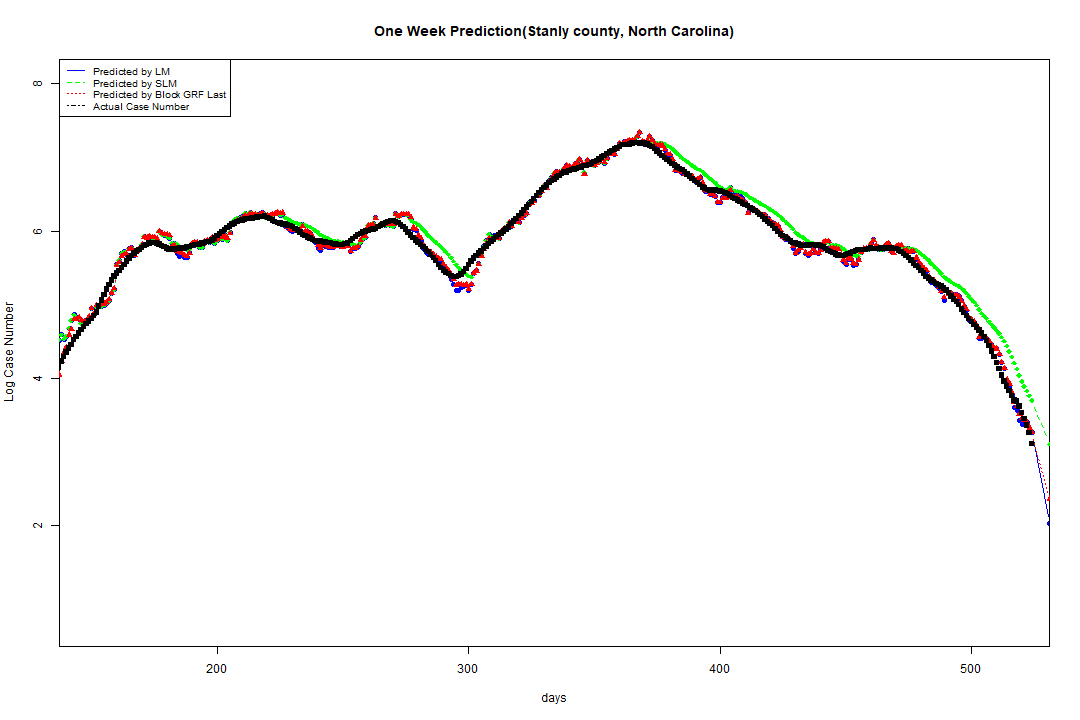 One Week Prediction(Stanly county, North Carolina)
Predicted by LM
Predicted by SLM
Predicted by Block GRF Last
Actual Case Number
8
6
4
2
Log Case Number
200
300
400
500
days